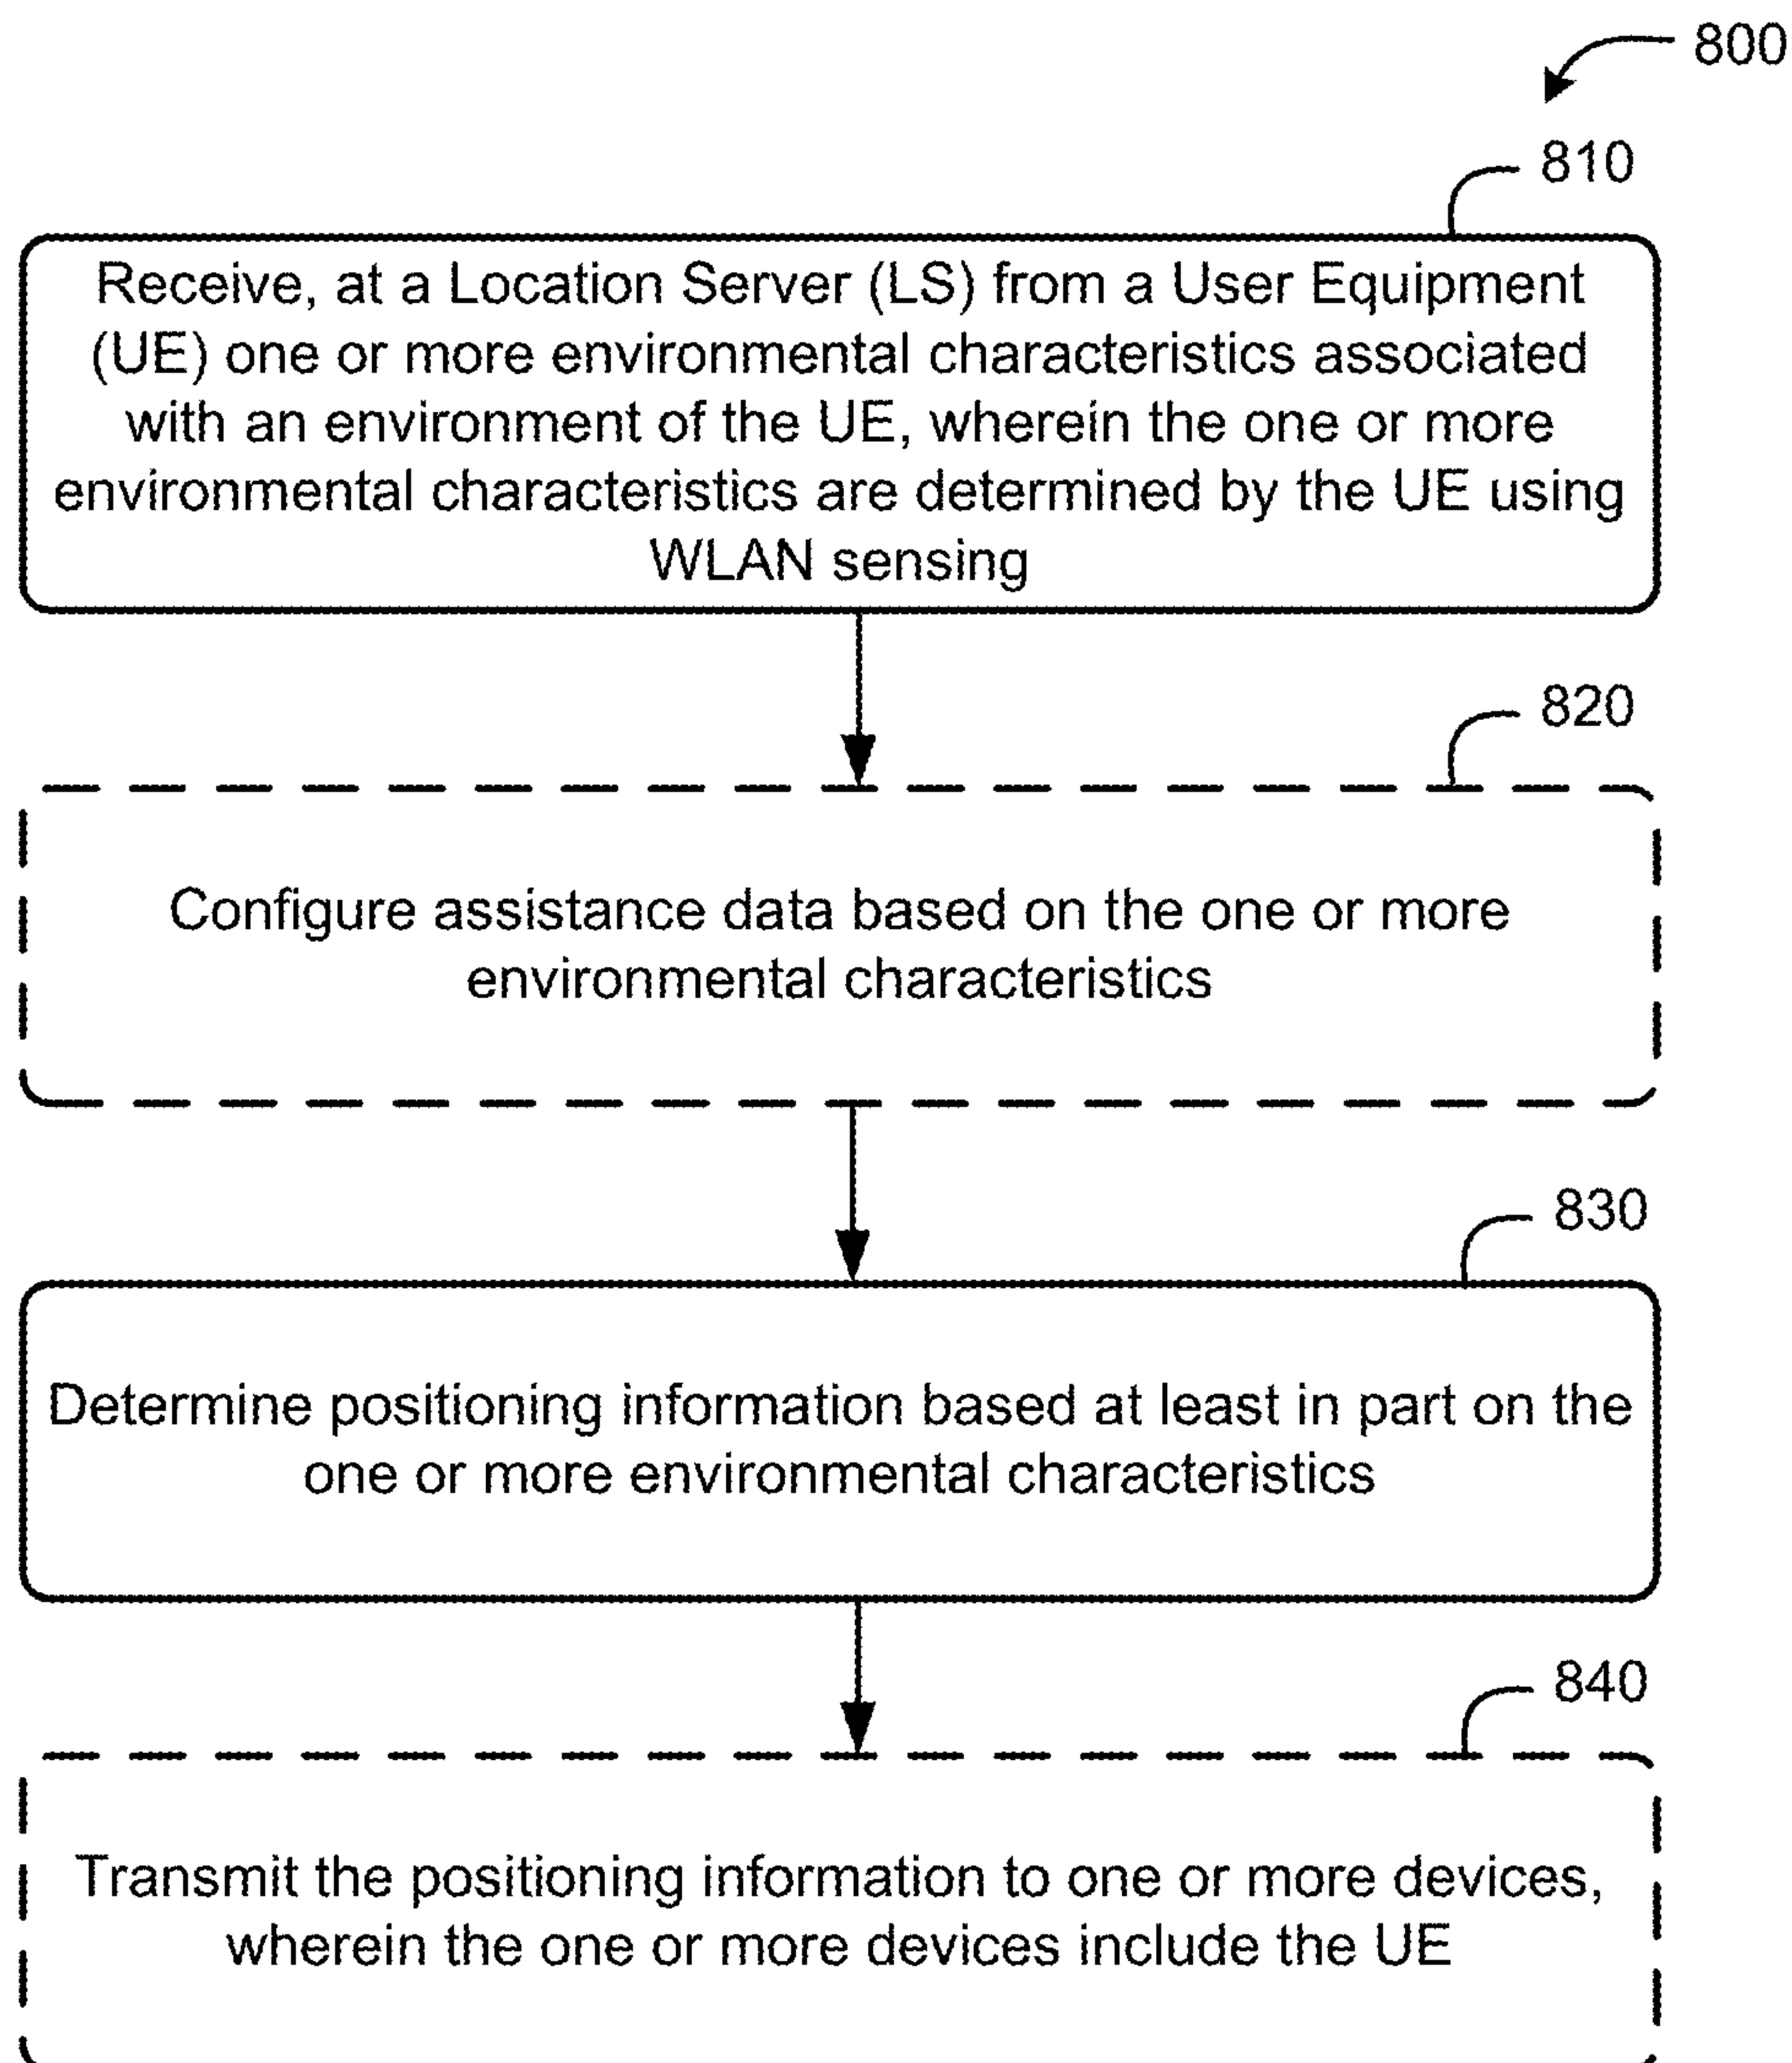 800
810
Receive, at a Location Server (LS) from a User Equipment
(UE) one or more environmental characteristics associated
with an environment of the UE, wherein the one or more
environmental characteristics are determined by the UE using
WLAN sensing
820
Configure assistance data based on the one or more
environmental characteristics
830
Determine positioning information based at least in part on the
one or more environmental characteristics
840
Transmit the positioning information to one or more devices,
wherein the one or more devices include the UE